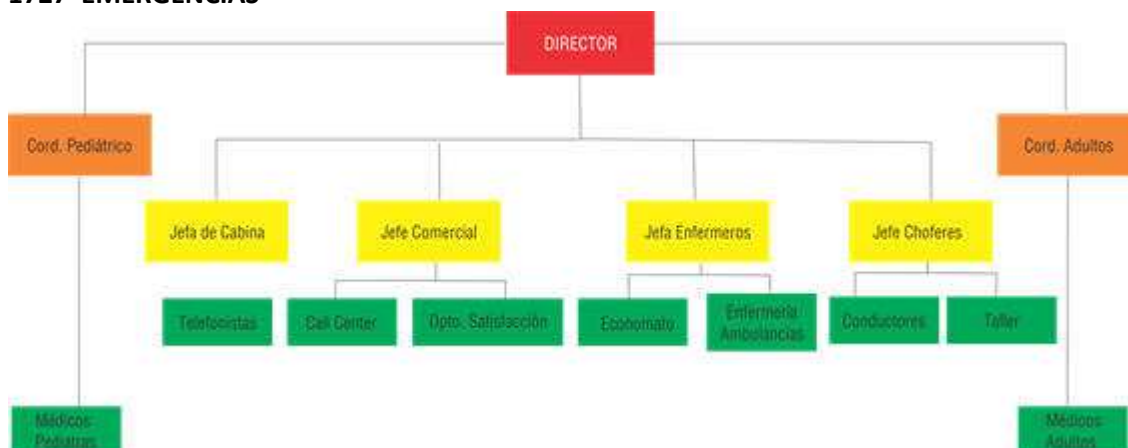 1727 EMERGENCIAS
DIRECTOR
Cord. Pediátrico
Cord. Adultos
Jefa de Cabina
Jefe Comercial
Jefa Enfermeros
Jefe Choferes
Telefonistas
Call Center
Dpto. Satisfacción
Economato
Enfermería
Ambulancias
Conductores
Taller
Médicos
Pediatras
Médicos
Adultos